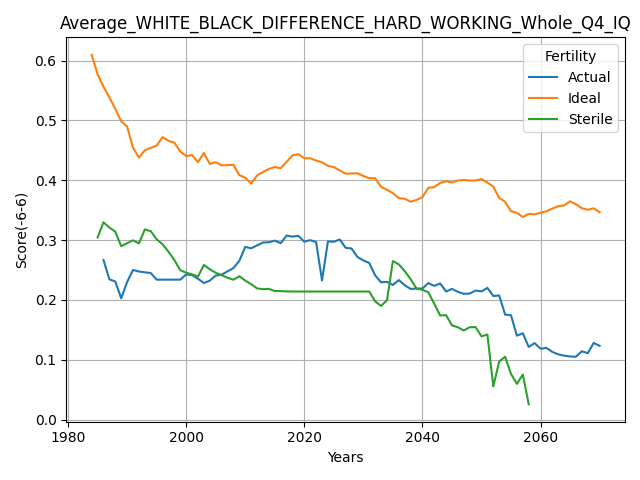 Average_WHITE_BLACK_DIFFERENCE_HARD_WORKING_Whole_Q4_IQ
Fertility
Actual
Ideal
Sterile
Score(-6-6)
0.6
0.5
0.4
0.3
0.2
0.1
0.0
1980 2000 2020 2040 2060
Years